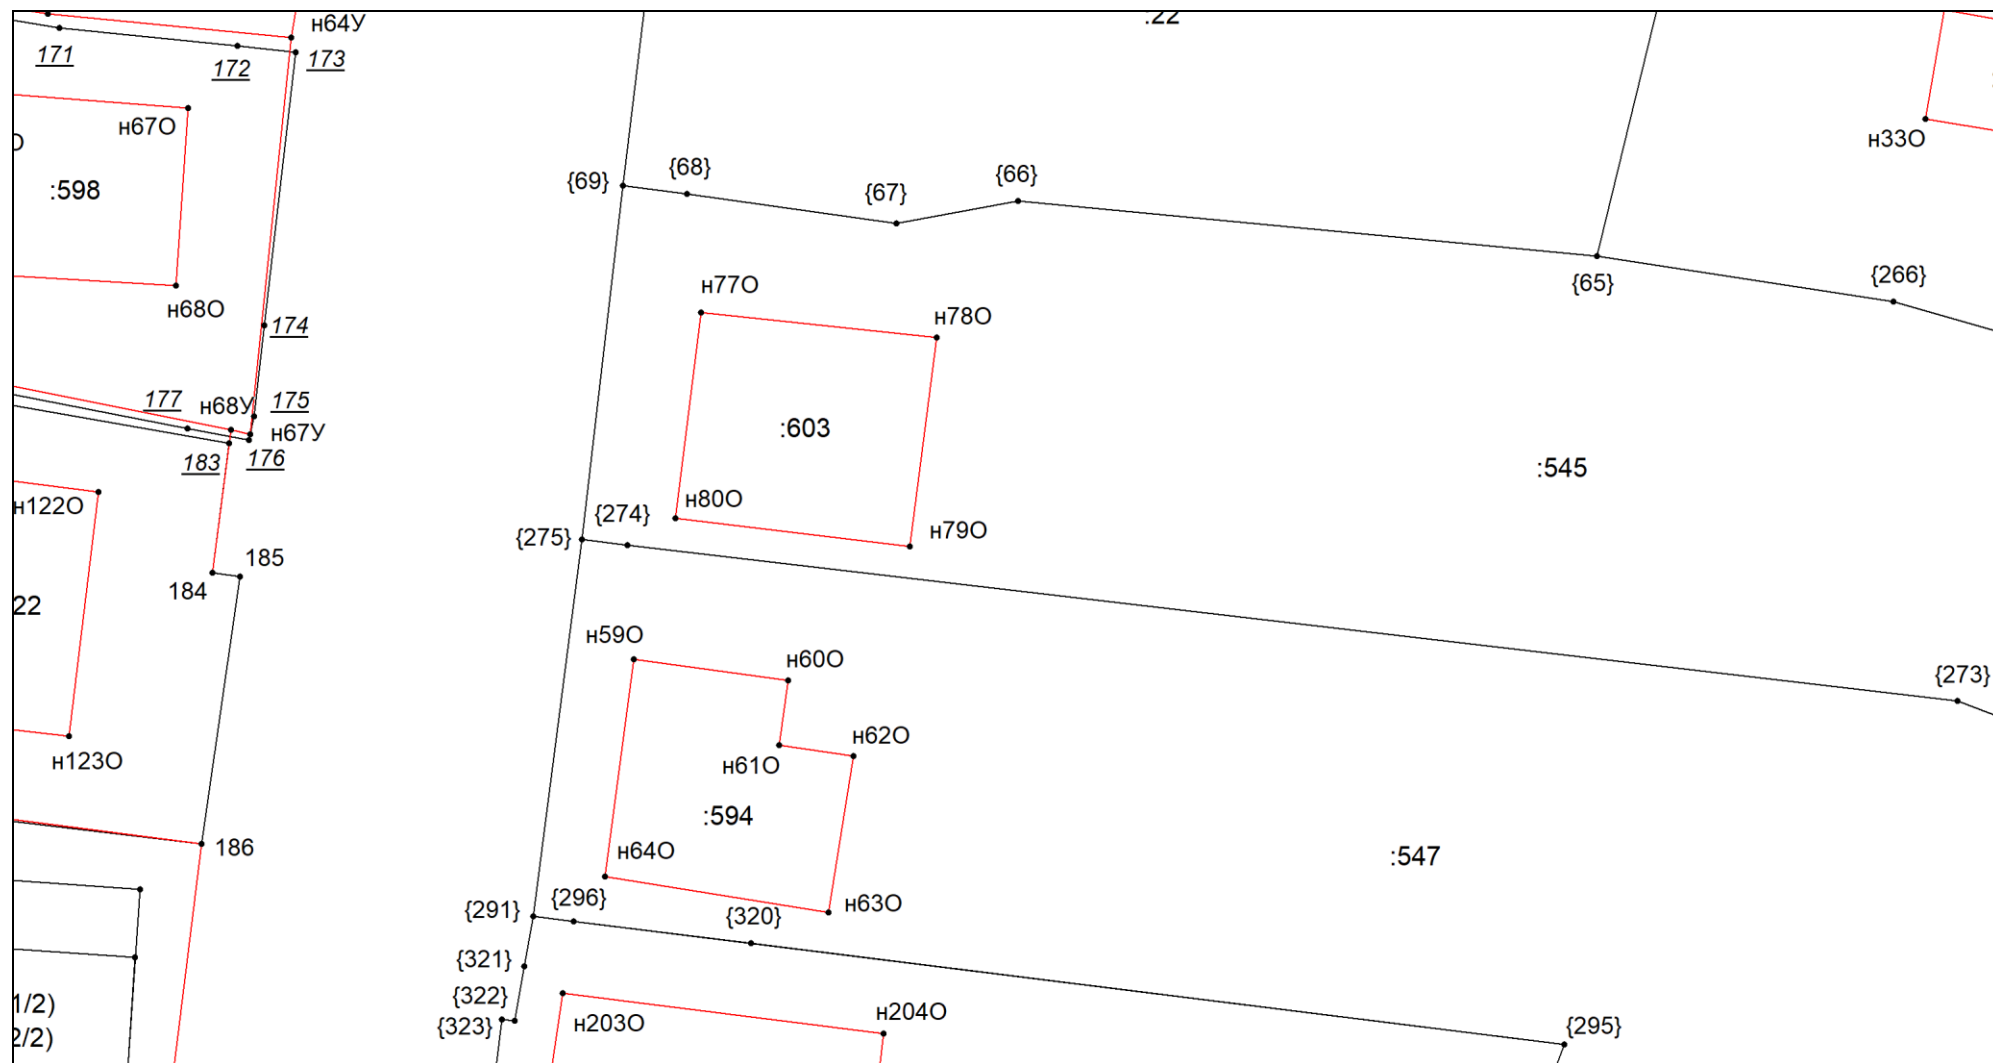 :22
н64У
171
172
173
н67О
н33О
:598
{69}
{68}
{67}
{66}
{65}
{266}
н68О
174
н77О
н78О
177
н68У
175
н67У
183
176
:603
:545
н122О
н80О
{274}
{275}
н79О
185
184
22
н59О
н60О
{273}
н123О
н61О
н62О
:594
186
н64О
:547
{291}
{296}
н63О
{320}
{321}
{322}
{323}
н203О
н204О
{295}
1/2)
2/2)